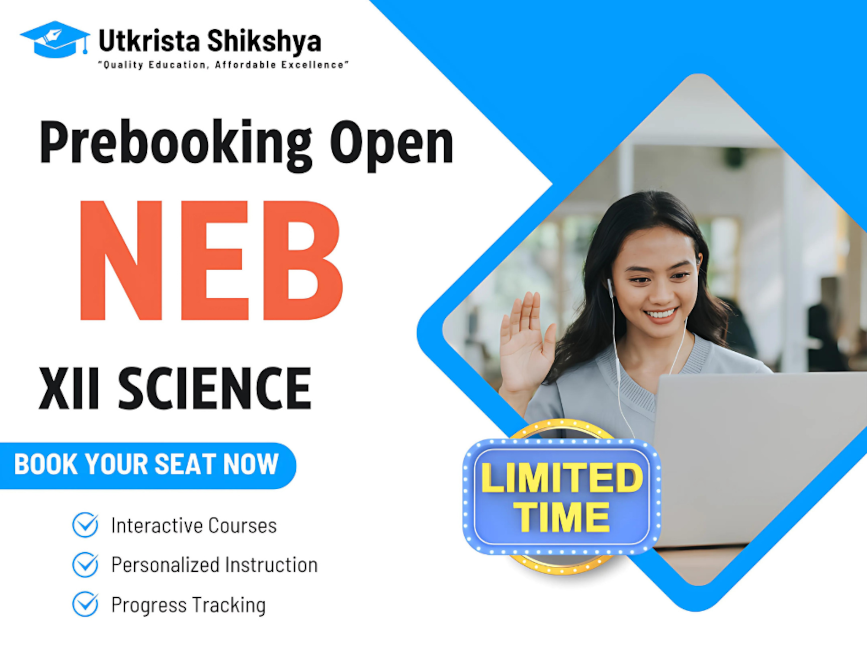 Utkrista Shikshya
"Quality Education, Affordable Excellence"
Prebooking Open
NEB
XII SCIENCE
BOOK YOUR SEAT NOW
Interactive Courses
Personalized Instruction
Progress Tracking
LIMITED
TIME